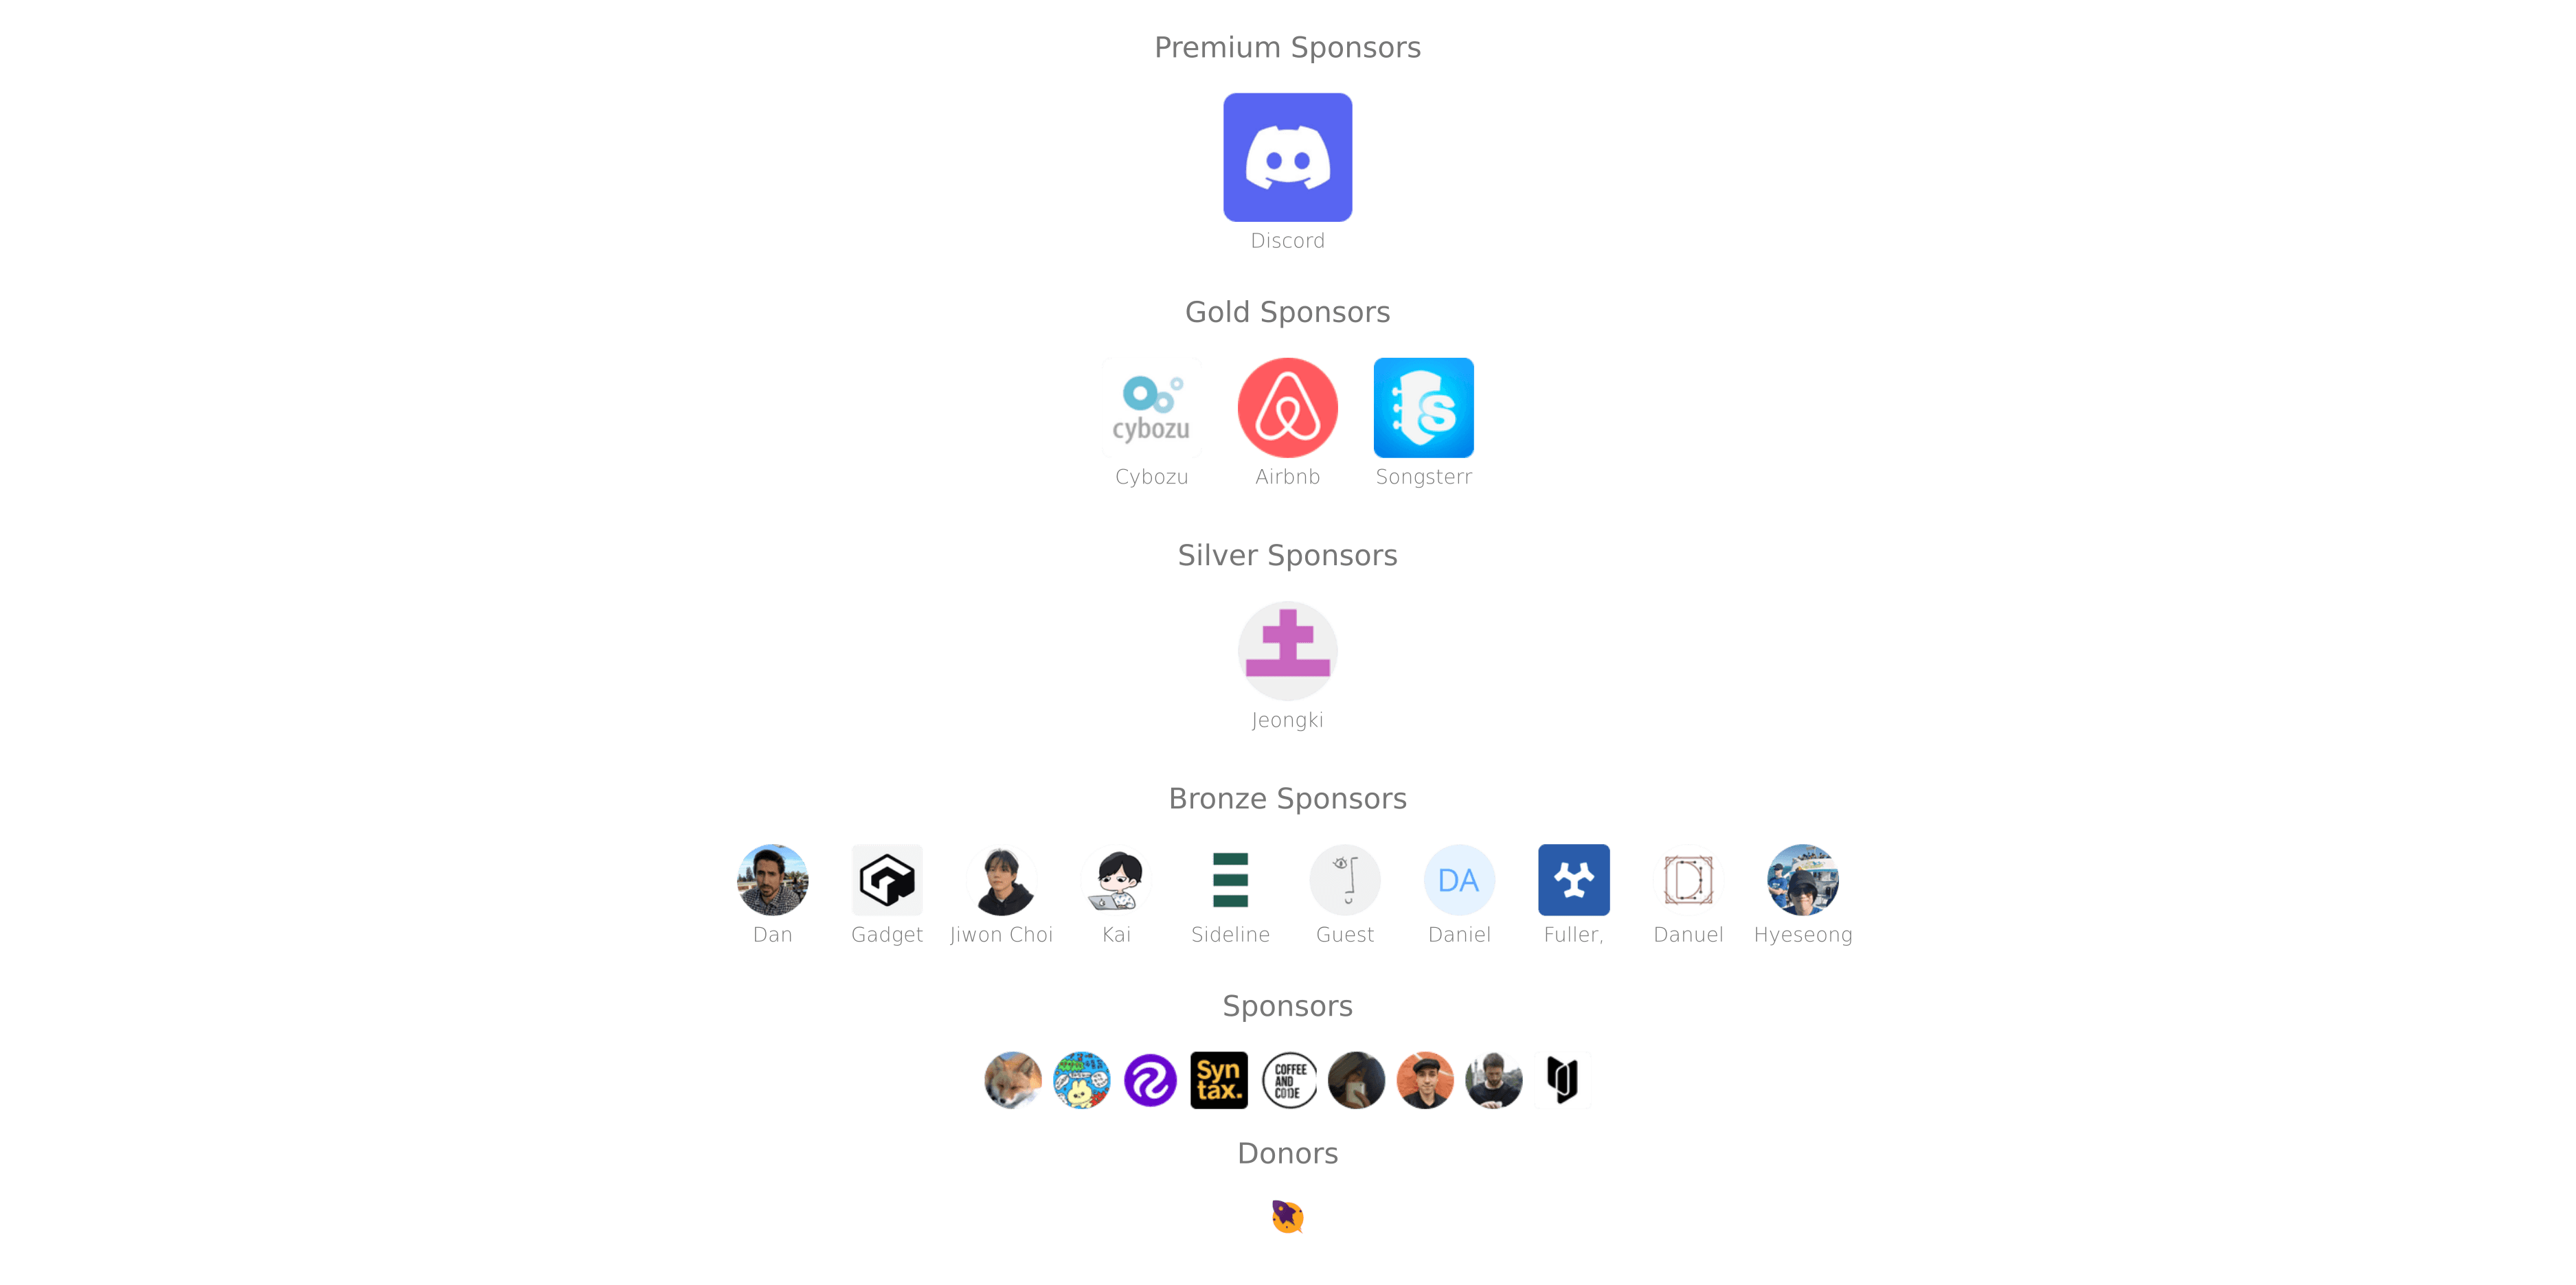 Premium Sponsors
Discord
Gold Sponsors
cybozu
S
Cybozu Airbnb Songsterr
Silver Sponsors
Jeongki
Bronze Sponsors
DA
Dan Gadget Jiwon Choi Kai Sideline Guest Daniel Fuller, Danuel Hyeseong
Sponsors
Syn
tax.
COFFEE
AND
CODE
Donors